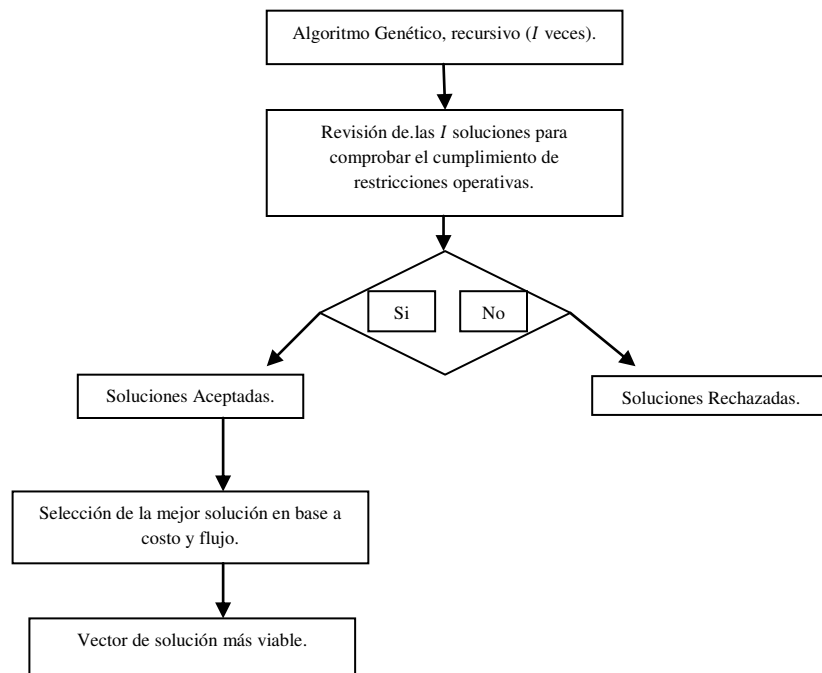 Algoritmo Genético, recursivo (I veces).
Revisión de.las I soluciones para
comprobar el cumplimiento de
restricciones operativas.
Si
No
Soluciones Aceptadas.
Soluciones Rechazadas.
Selección de la mejor solución en base a
costo y flujo.
Vector de solución más viable.